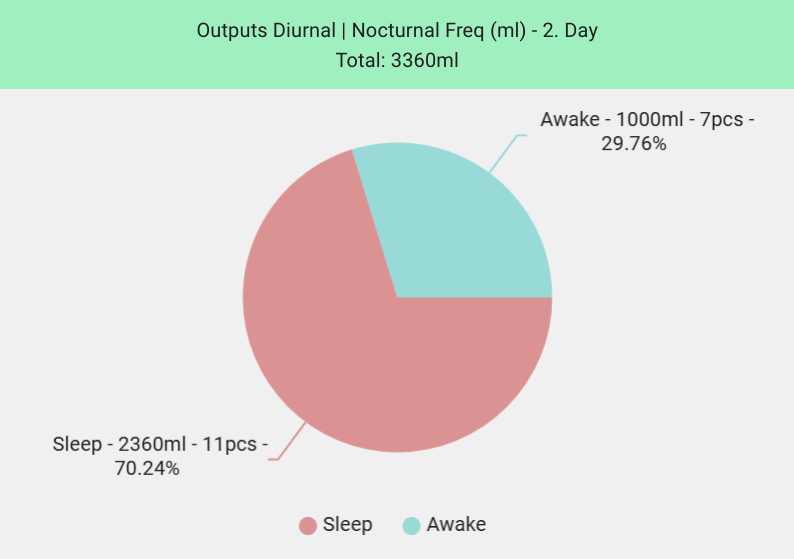 Outputs Diurnal | Nocturnal Freq (ml) - 2. Day
Total: 3360ml
Awake - 1000ml - 7pcs -
29.76%
Sleep - 2360ml - 11pcs -
70.24%
Sleep
Awake